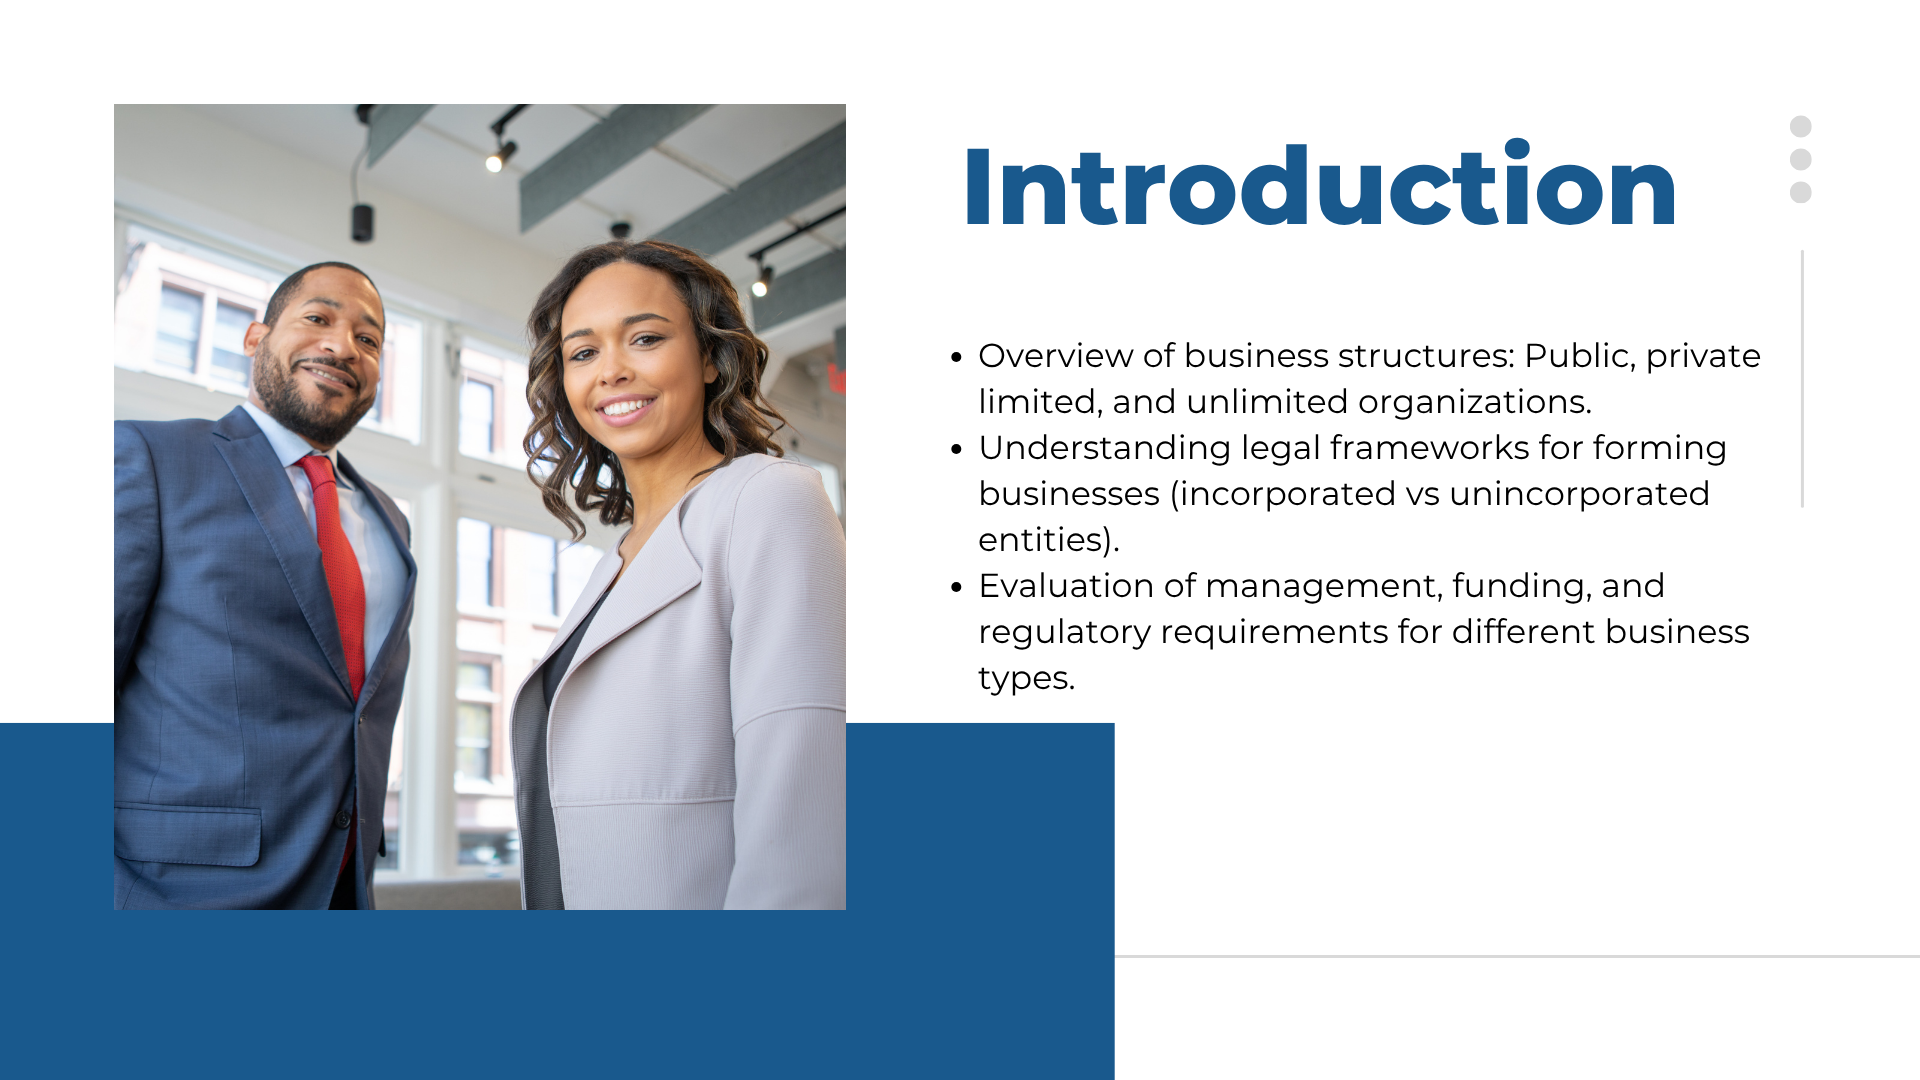 Introduction
• Overview of business structures: Public, private
limited, and unlimited organizations.
• Understanding legal frameworks for forming
businesses (incorporated vs unincorporated
entities).
• Evaluation of management, funding, and
regulatory requirements for different business
types.